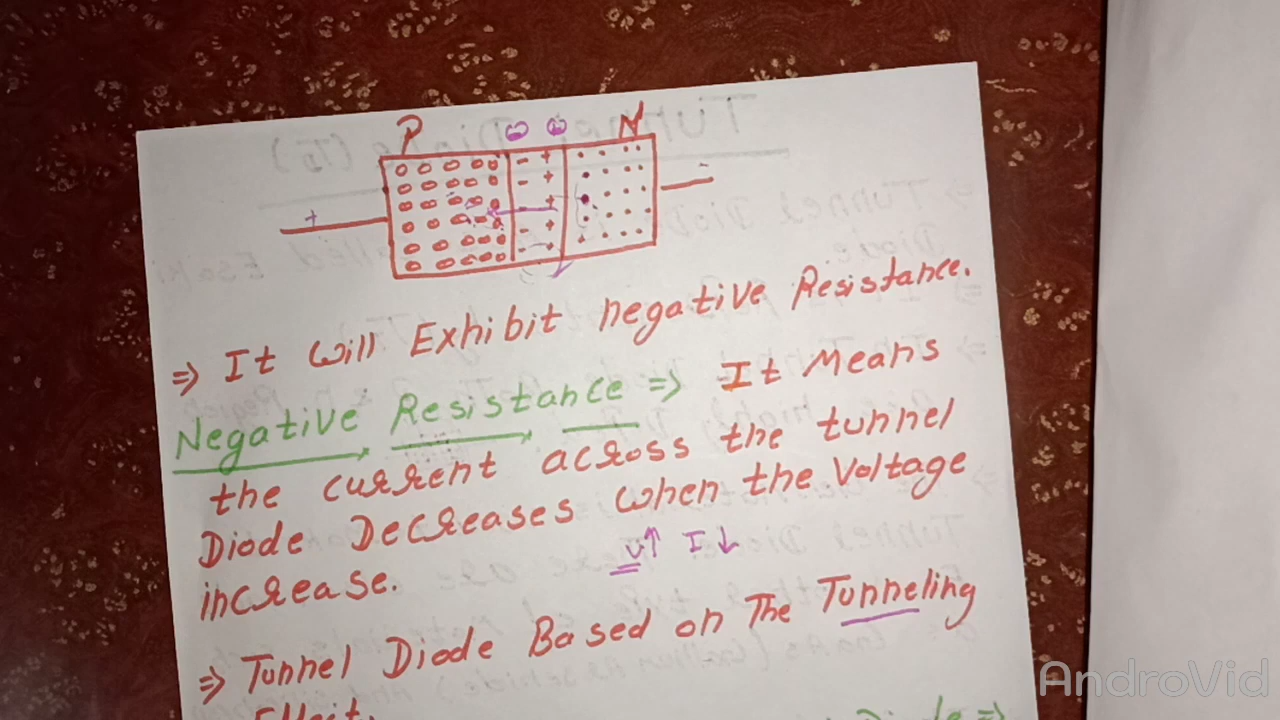 P N
+ -
⇒ It will Exhibit negative Resistance.
Negative Resistance ⇒ It Means
the current across the tunnel
Diode Decreases when the Voltage
increase.
V↑ I↓
⇒ Tunnel Diode Based on The Tunneling
Effect.
AndroVid